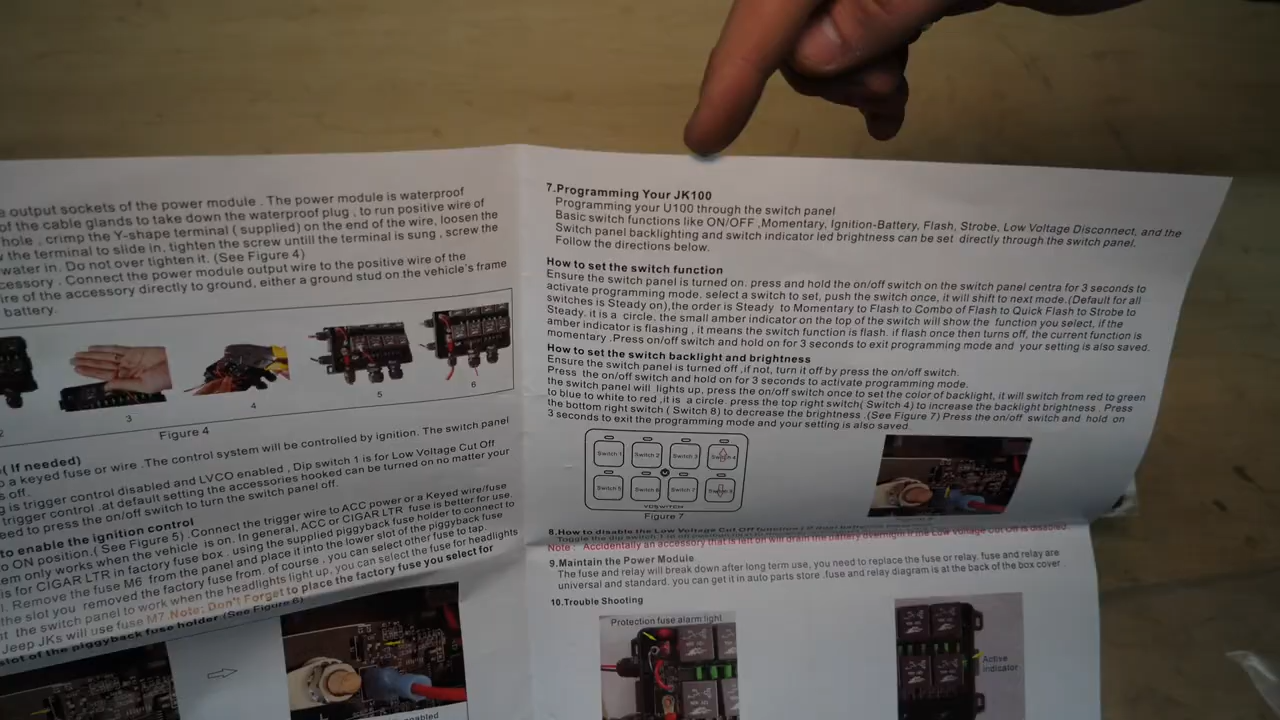 e output sockets of the power module . The power module is waterproof
of the cable glands to take down the waterproof plug , to run positive wire of
hole , crimp the Y-shape terminal ( supplied) on the end of the wire, loosen the
w the terminal to slide in, tighten the screw untill the terminal is sung , screw the
water in. Do not over tighten it. (See Figure 4)
cessory . Connect the power module output wire to the positive wire of the
ire of the accessory directly to ground, either a ground stud on the vehicle's frame
battery.
2
3
4
5
6
Figure 4
( If needed)
o a keyed fuse or wire .The control system will be controlled by ignition. The switch panel
s off.
g is trigger control disabled and LVCO enabled , Dip switch 1 is for Low Voltage Cut Off
trigger control .at default setting the accessories hooked can be turned on no matter your
eed to press the on/off switch to turn the switch panel off.
to enable the ignition control
o ON position.( See Figure 5) .Connect the trigger wire to ACC power or a Keyed wire/fuse
em only works when the vehicle is on. In general, ACC or CIGAR LTR fuse is better for use.
is for CIGAR LTR in factory fuse box . using the supplied piggyback fuse holder to connect to
l. Remove the fuse M6 from the panel and place it into the lower slot of the piggyback fuse
the slot you removed the factory fuse from. of course , you can select other fuse to tap.
t the switch panel to work when the headlights light up, you can select the fuse for headlights
Jeep JKs will use fuse M7 Note: Don't Forget to place the factory fuse you select for
slot of the piggyback fuse holder (See Figure 6)
enabled
7.Programming Your JK100
Programming your U100 through the switch panel
Basic switch functions like ON/OFF ,Momentary, Ignition-Battery, Flash, Strobe, Low Voltage Disconnect, and the
Switch panel backlighting and switch indicator led brightness can be set directly through the switch panel.
Follow the directions below.
How to set the switch function
Ensure the switch panel is turned on. press and hold the on/off switch on the switch panel centra for 3 seconds to
activate programming mode. select a switch to set, push the switch once, it will shift to next mode.(Default for all
switches is Steady on),the order is Steady to Momentary to Flash to Combo of Flash to Quick Flash to Strobe to
Steady. it is a circle, the small amber indicator on the top of the switch will show the function you select, if the
amber indicator is flashing , it means the switch function is flash. if flash once then turns off, the current function is
momentary .Press on/off switch and hold on for 3 seconds to exit programming mode and your setting is also saved.
How to set the switch backlight and brightness
Ensure the switch panel is turned off ,if not, turn it off by press the on/off switch.
Press the on/off switch and hold on for 3 seconds to activate programming mode.
the switch panel will lights up, press the on/off switch once to set the color of backlight, it will switch from red to green
to blue to white to red ,it is a circle. press the top right switch( Switch 4) to increase the backlight brightness . Press
the bottom right switch ( Switch 8) to decrease the brightness .(See Figure 7) Press the on/off switch and hold on
3 seconds to exit the programming mode and your setting is also saved.
Switch 1 Switch 2 Switch 3 Switch 4
Switch 5 Switch 6 Switch 7 Switch 8
VDSWITCH
Figure 7
8.How to disable the Low Voltage Cut Off function
Note : Accidentally an accessory that is left on will drain the battery overnight if the Low Voltage Cut Off is disabled.
9.Maintain the Power Module
The fuse and relay will break down after long term use, you need to replace the fuse or relay. fuse and relay are
universal and standard. you can get it in auto parts store .fuse and relay diagram is at the back of the box cover .
10.Trouble Shooting
Protection fuse alarm light
Active
indicator